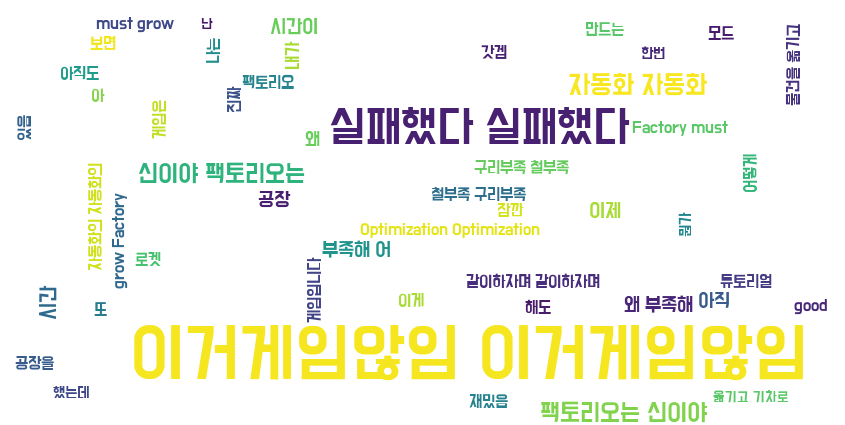 must grow
난
시간이
만드는
모드
물건을 옮기고
보면
나는
내가
갓겜
한번
아직도
팩토리오
자동화 자동화
아
진짜
게임은
있음
실패했다 실패했다
Factory must
왜
신이야 팩토리오는
구리부족 철부족
어떻게
자동화의 자동화의
grow Factory
공장
철부족 구리부족
잠깐
이제
뭔가
Optimization Optimization
부족해 어
로켓
게임입니다
같이하자며 같이하자며
튜토리얼
시간
또
이게
해도
왜 부족해
아직
good
이거게임않임 이거게임않임
공장을
했는데
재밌음
팩토리오는 신이야
옮기고 기차로